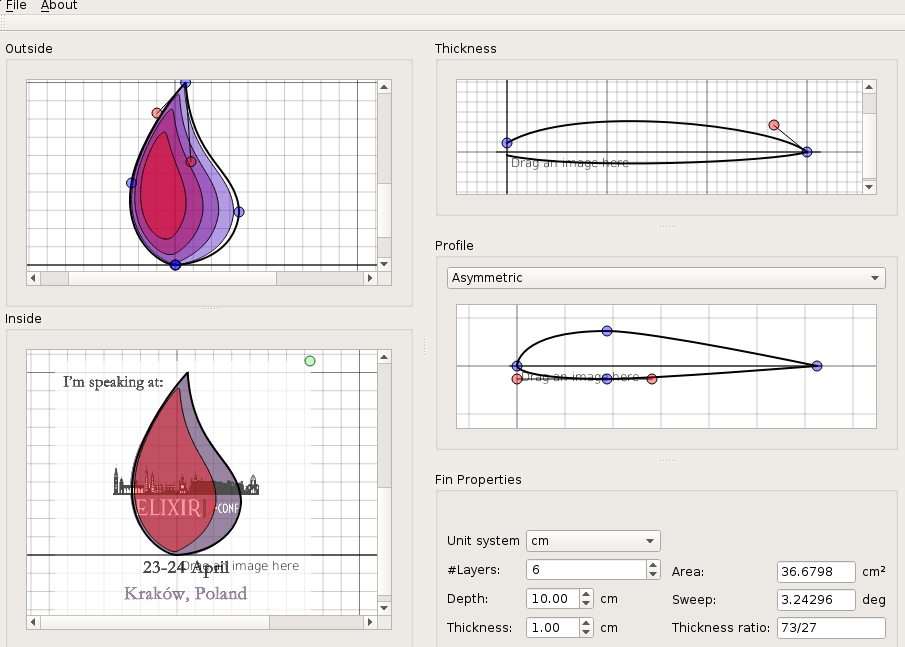 File About
Outside
Thickness
Drag an image here
Profile
Asymmetric
Drag an image here
Inside
I'm speaking at:
ELIXIR
CONF
23-24 April
Drag an image here
Kraków, Poland
Fin Properties
Unit system cm
#Layers: 6
Area: 36.6798 cm²
Depth: 10.00 cm
Sweep: 3.24296 deg
Thickness: 1.00 cm
Thickness ratio: 73/27